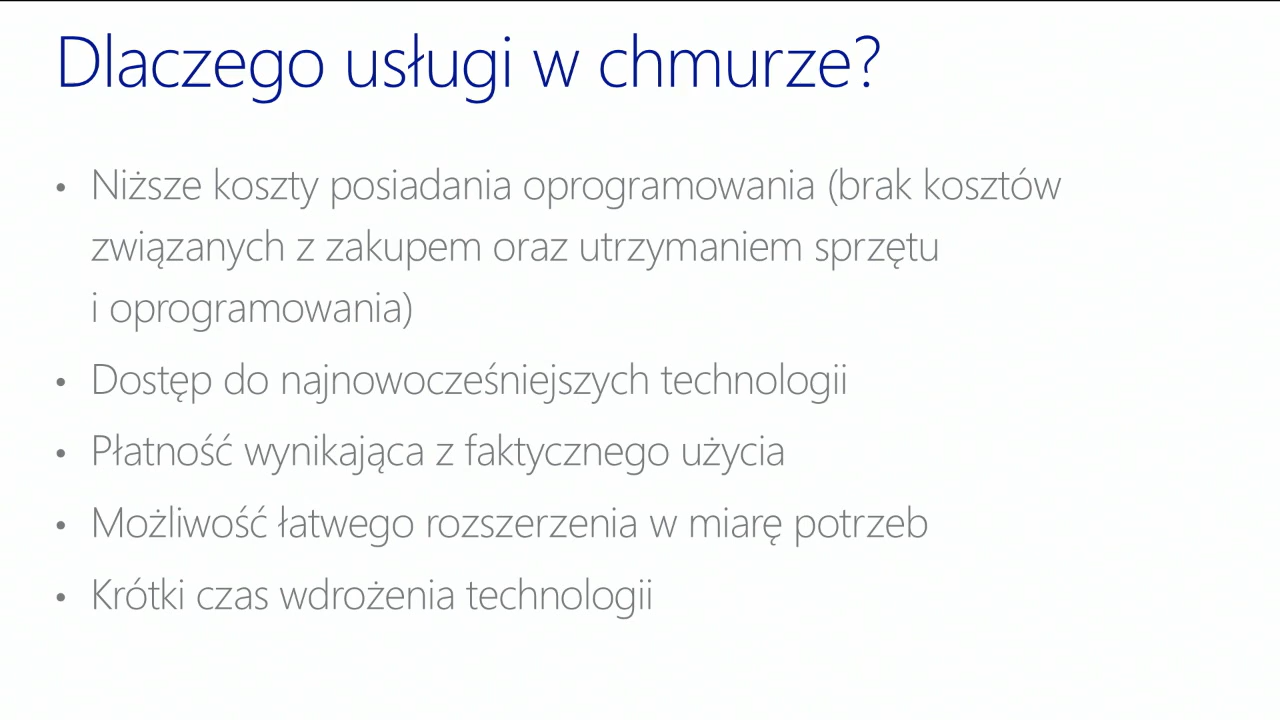 Dlaczego usługi w chmurze?
• Niższe koszty posiadania oprogramowania (brak kosztów
związanych z zakupem oraz utrzymaniem sprzętu
i oprogramowania)
• Dostęp do najnowocześniejszych technologii
• Płatność wynikająca z faktycznego użycia
• Możliwość łatwego rozszerzenia w miarę potrzeb
• Krótki czas wdrożenia technologii